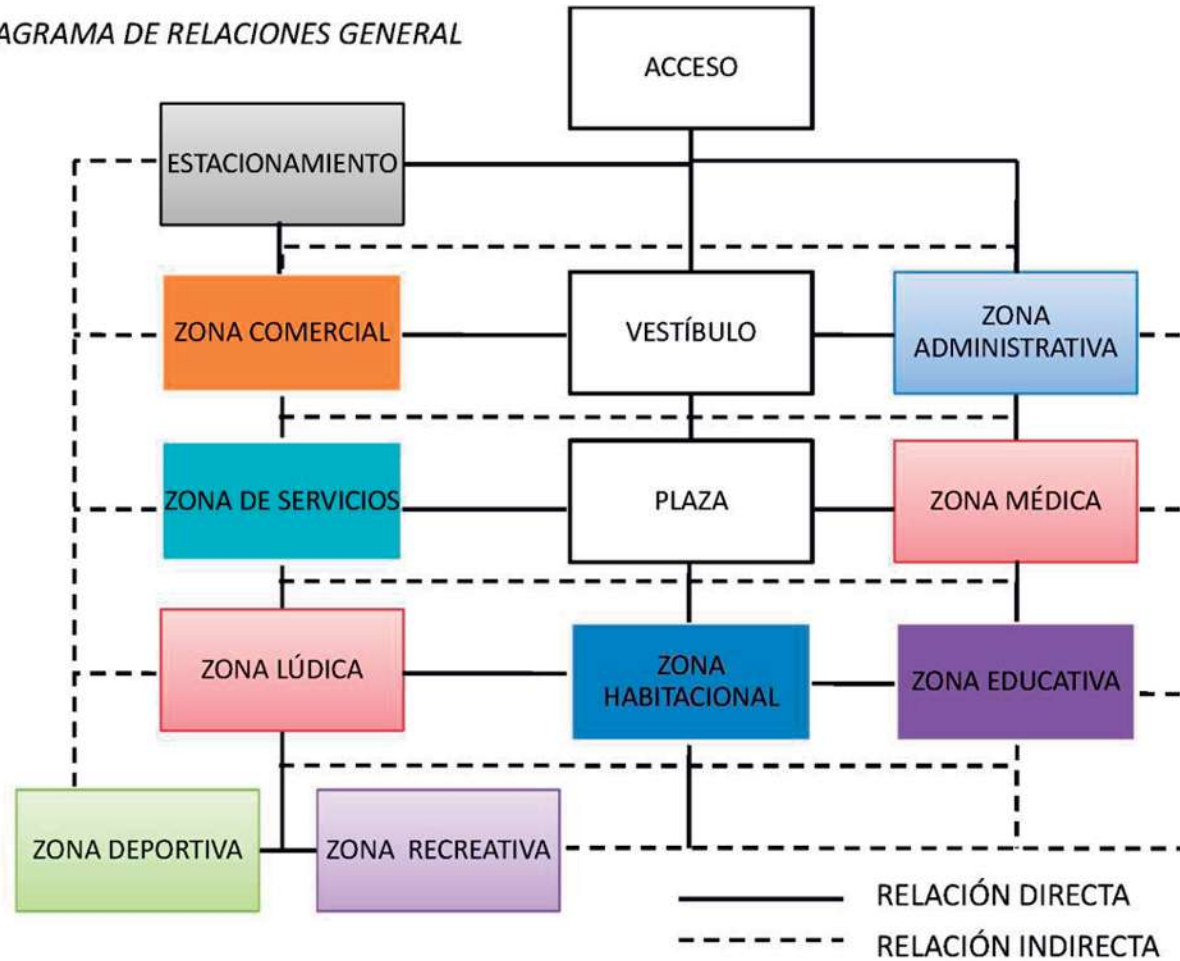 AGRAMA DE RELACIONES GENERAL
ACCESO
ESTACIONAMIENTO
ZONA COMERCIAL
VESTÍBULO
ZONA
ADMINISTRATIVA
ZONA DE SERVICIOS
PLAZA
ZONA MÉDICA
ZONA LÚDICA
ZONA
HABITACIONAL
ZONA EDUCATIVA
ZONA DEPORTIVA
ZONA RECREATIVA
RELACIÓN DIRECTA
RELACIÓN INDIRECTA